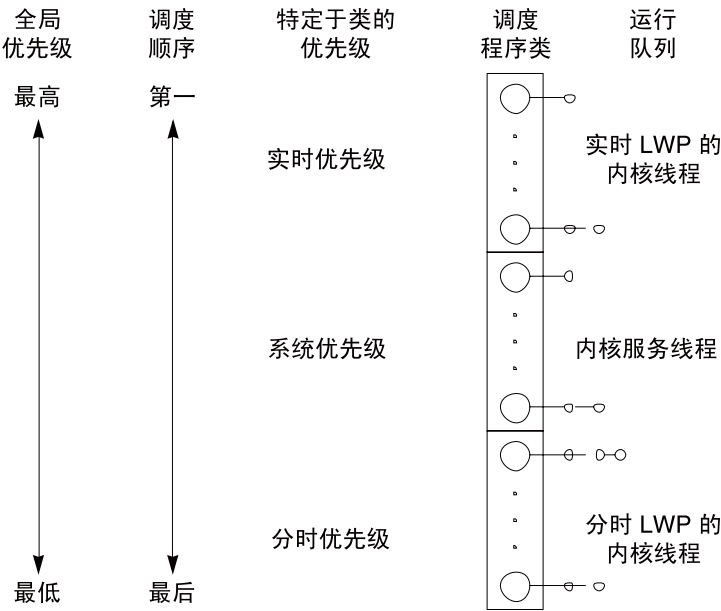 全局
优先级
调度
顺序
特定于类的
优先级
调度
程序类
运行
队列
最高
第一
实时优先级
实时 LWP 的
内核线程
系统优先级
内核服务线程
分时优先级
分时 LWP 的
内核线程
最低
最后